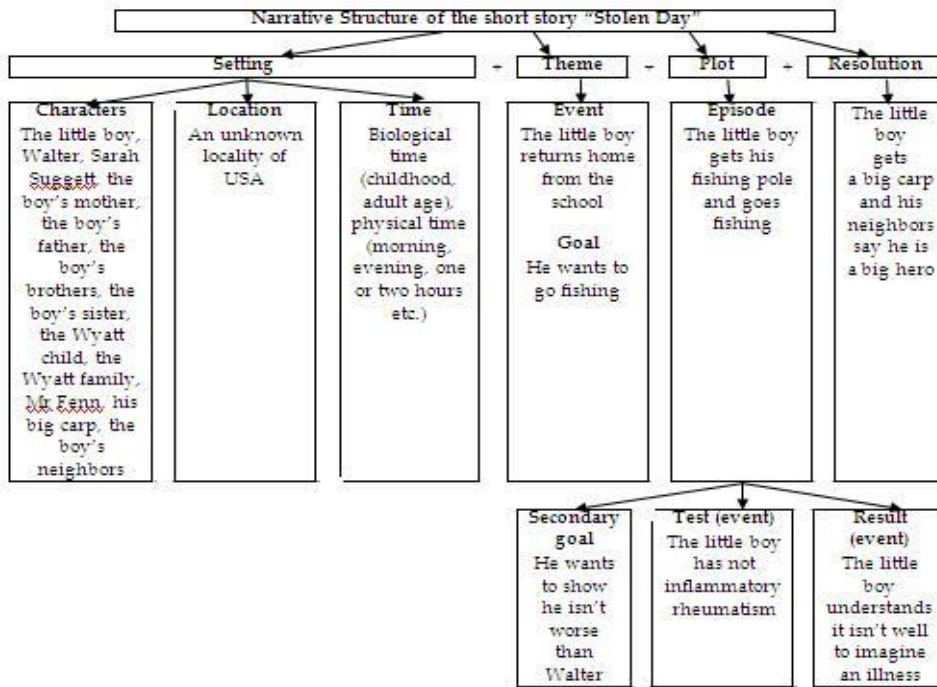 Narrative Structure of the short story “Stolen Day”
Setting + Theme + Plot + Resolution
Characters
The little boy,
Walter, Sarah
Suggett, the
boy’s mother,
the boy’s
father, the
boy’s
brothers, the
boy’s sister,
the Wyatt
child, the
Wyatt family,
Mr Fenn, his
big carp, the
boy’s
neighbors
Location
An unknown
locality of
USA
Time
Biological
time
(childhood,
adult age),
physical time
(morning,
evening, one
or two hours
etc.)
Event
The little boy
returns home
from the
school
Goal
He wants to
go fishing
Episode
The little boy
gets his
fishing pole
and goes
fishing
The little
boy
gets
a big carp
and his
neighbors
say he is
a big hero
Secondary
goal
He wants
to show
he isn’t
worse
than
Walter
Test (event)
The little boy
has not
inflammatory
rheumatism
Result
(event)
The little
boy
understands
it isn’t well
to imagine
an illness